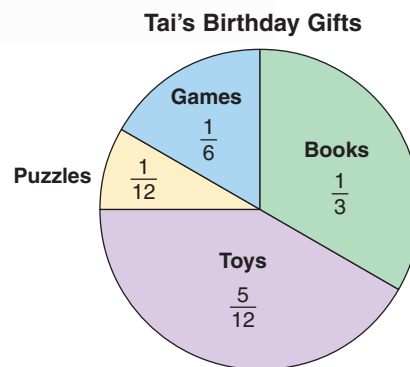 Tai's Birthday Gifts
Games
1/6
Books
1/3
Puzzles
1/12
Toys
5/12